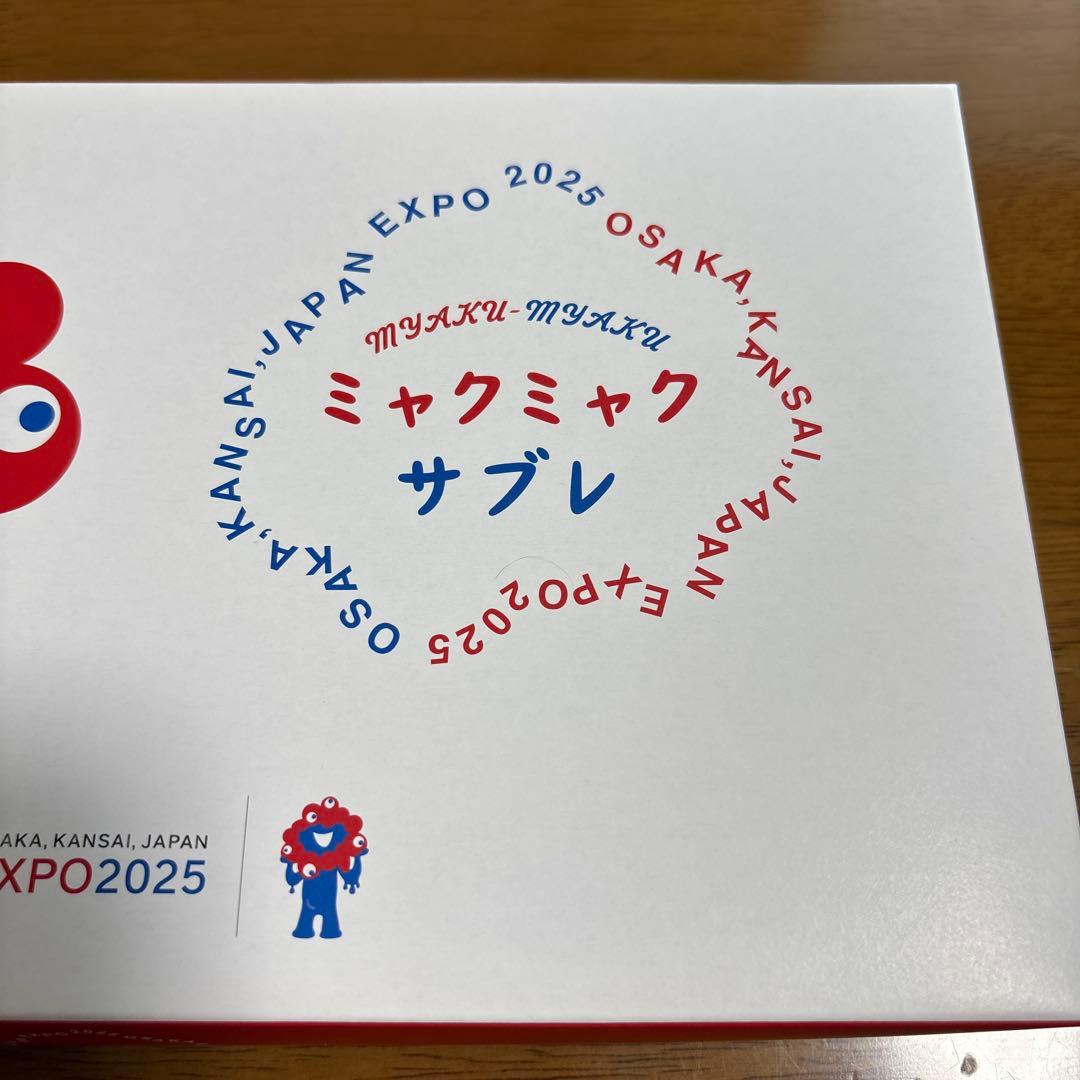 OSAKA, KANSAI, JAPAN EXPO 2025
OSAKA, KANSAI, JAPAN EXPO2025
MYAKU-MYAKU
ミャクミャク
サブレ
AKA, KANSAI, JAPAN
XPO2025